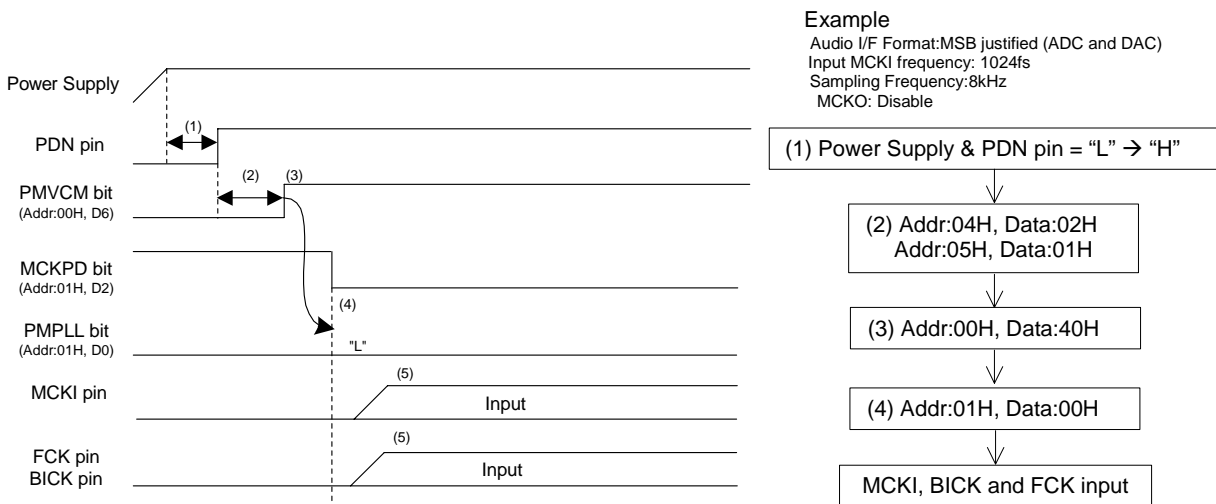 Example
Audio I/F Format:MSB justified (ADC and DAC)
Input MCKI frequency: 1024fs
Sampling Frequency:8kHz
MCKO: Disable
Power Supply
(1)
PDN pin
(2)
(3)
PMVCM bit
(Addr:00H, D6)
MCKPD bit
(Addr:01H, D2)
(4)
PMPLL bit
(Addr:01H, D0)
"L"
MCKI pin
(5)
Input
FCK pin
BICK pin
(5)
Input
(1) Power Supply & PDN pin = “L” → “H”
(2) Addr:04H, Data:02H
Addr:05H, Data:01H
(3) Addr:00H, Data:40H
(4) Addr:01H, Data:00H
MCKI, BICK and FCK input